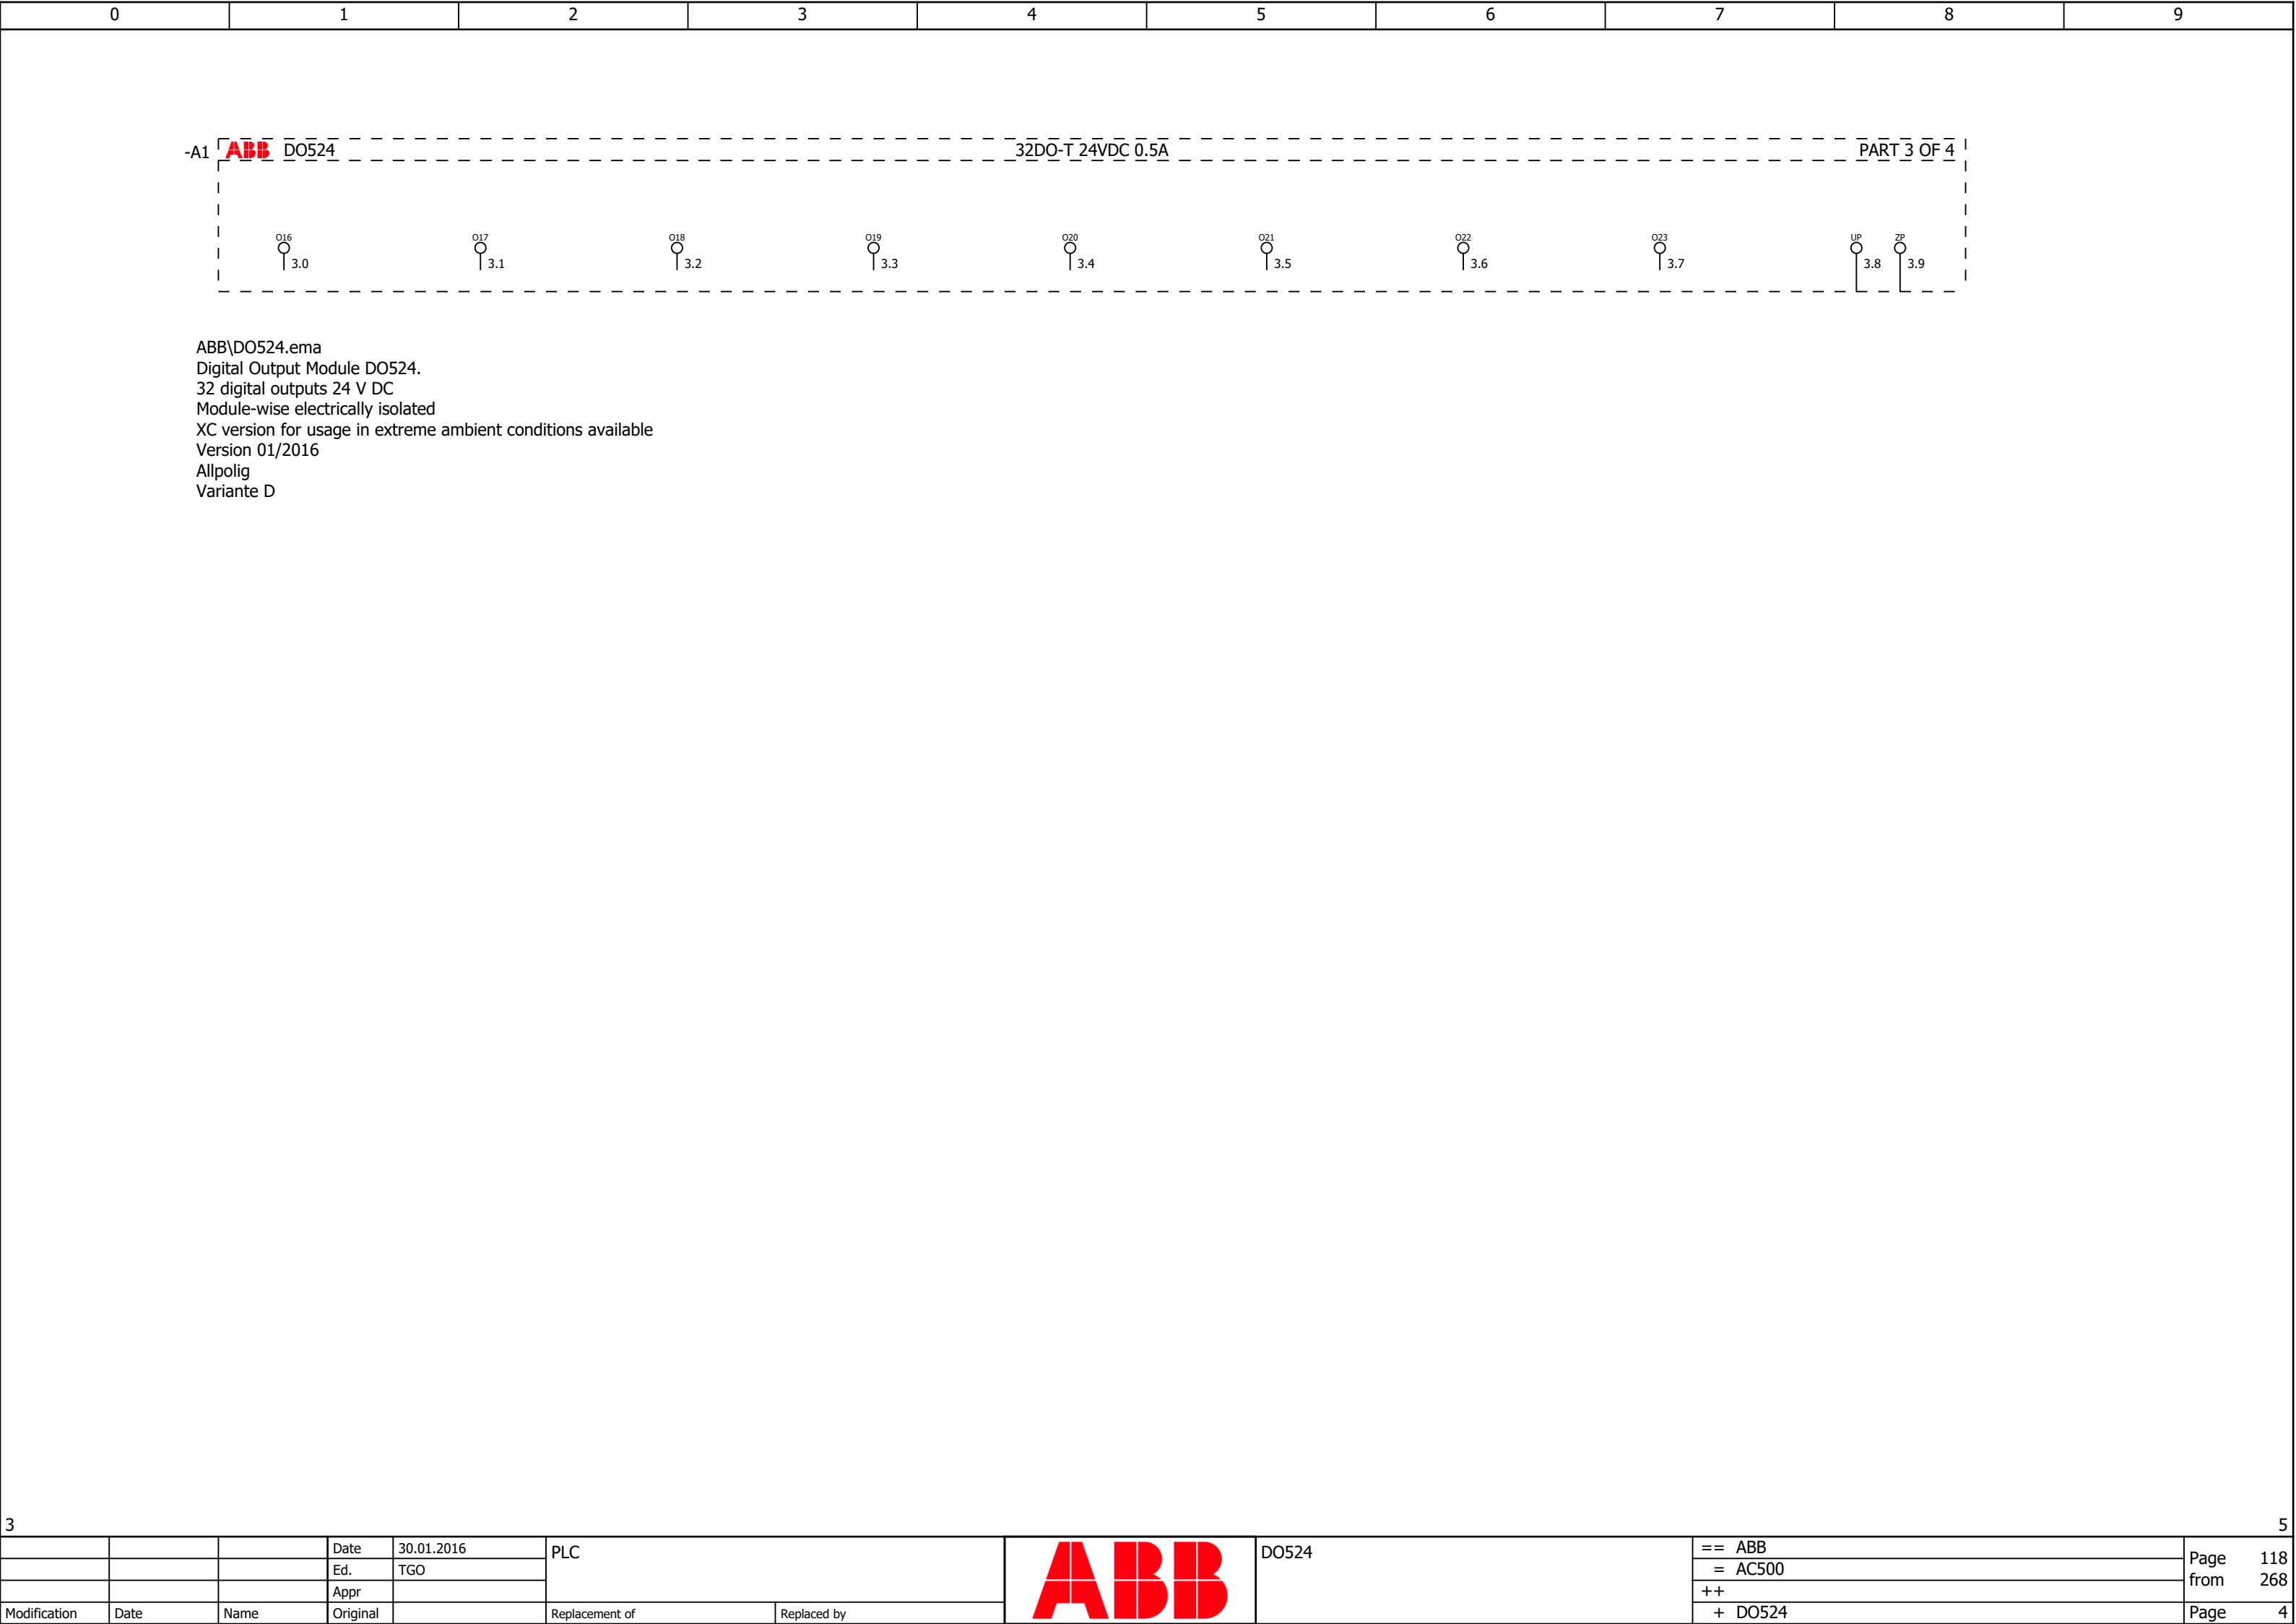 0 1 2 3 4 5 6 7 8 9
-A1 ABB DO524 32DO-T 24VDC 0.5A PART 3 OF 4
O16 O17 O18 O19 O20 O21 O22 O23 UP ZP
3.0 3.1 3.2 3.3 3.4 3.5 3.6 3.7 3.8 3.9
ABB\DO524.ema
Digital Output Module DO524.
32 digital outputs 24 V DC
Module-wise electrically isolated
XC version for usage in extreme ambient conditions available
Version 01/2016
Allpolig
Variante D
3 5
Date 30.01.2016 PLC ABB DO524 == ABB Page 118
Ed. TGO = AC500 from 268
Appr ++
Modification Date Name Original Replacement of Replaced by + DO524 Page 4